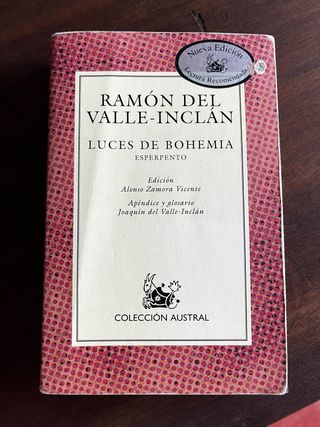 Nueva Edición
Lectura Recomendada
RAMÓN DEL
VALLE-INCLÁN
LUCES DE BOHEMIA
ESPERPENTO
Edición
Alonso Zamora Vicente
Apéndice y glosario
Joaquín del Valle-Inclán
COLECCIÓN AUSTRAL